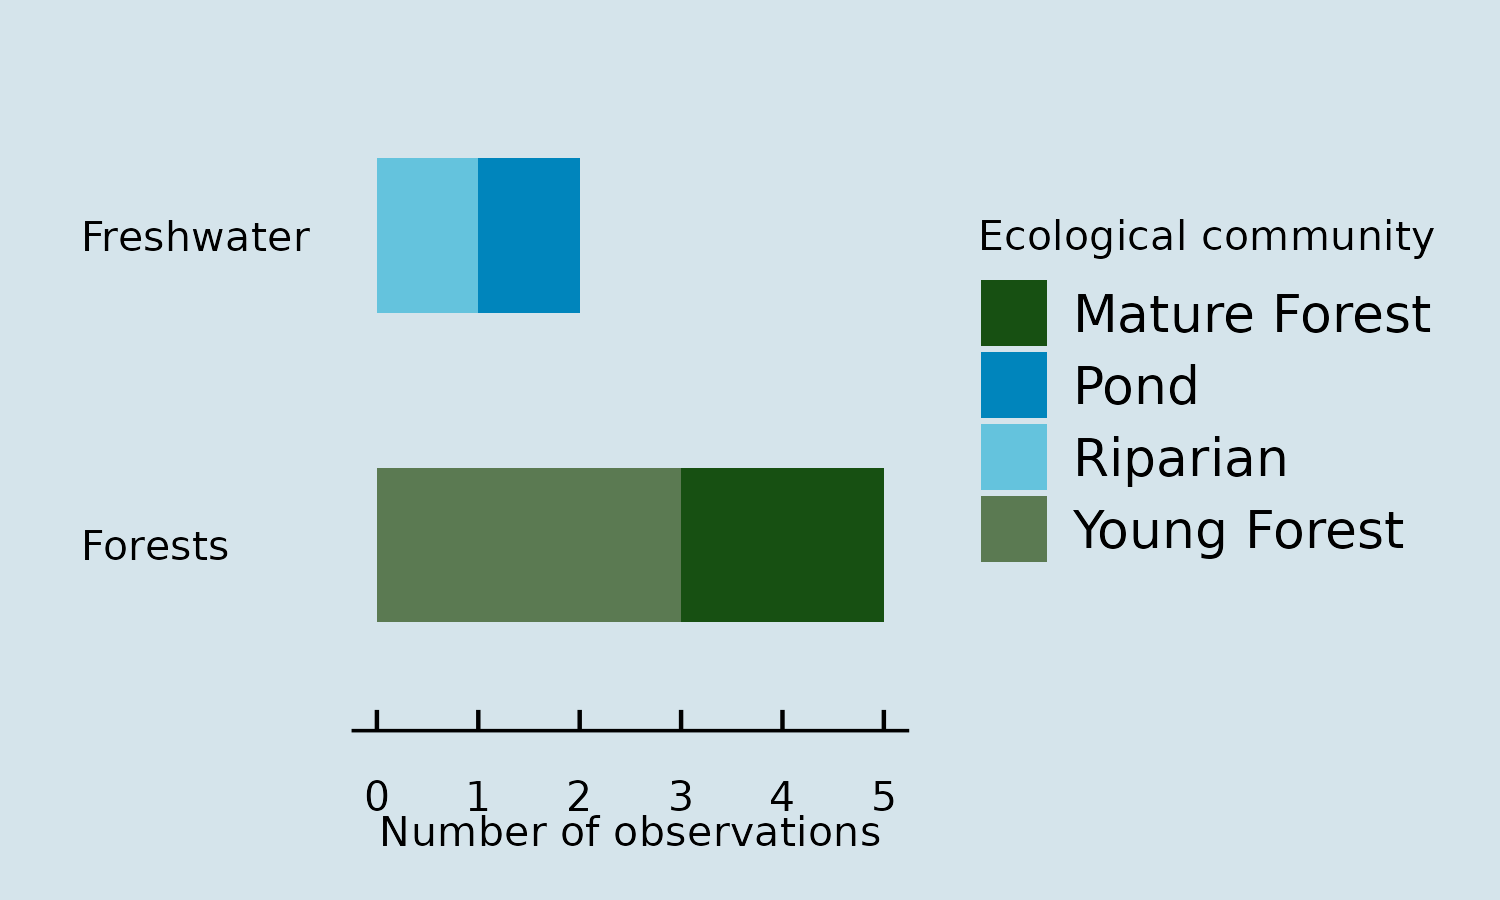 Freshwater
Forests
0 1 2 3 4 5
Number of observations
Ecological community
Mature Forest
Pond
Riparian
Young Forest